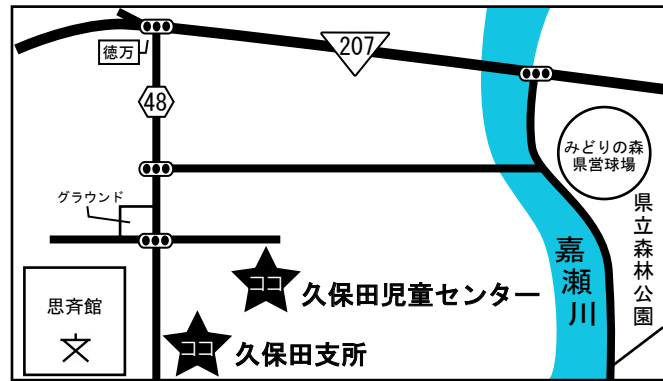 徳万
207
48
みどりの森
県営球場
グラウンド
県立森林公園
嘉瀬川
思斉館
文
ココ
久保田児童センター
ココ
久保田支所